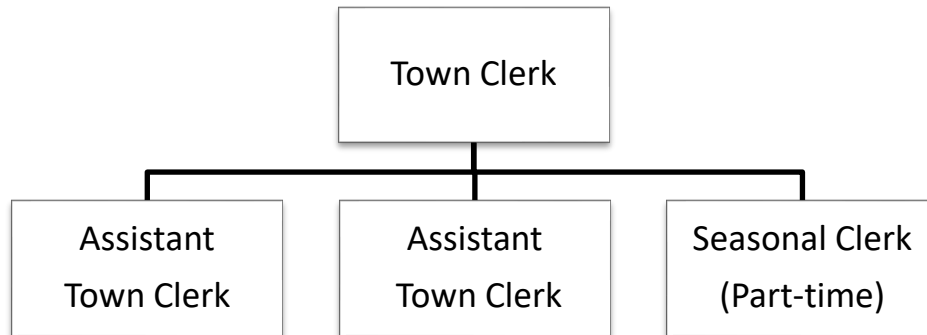 Town Clerk
Assistant
Town Clerk
Assistant
Town Clerk
Seasonal Clerk
(Part-time)